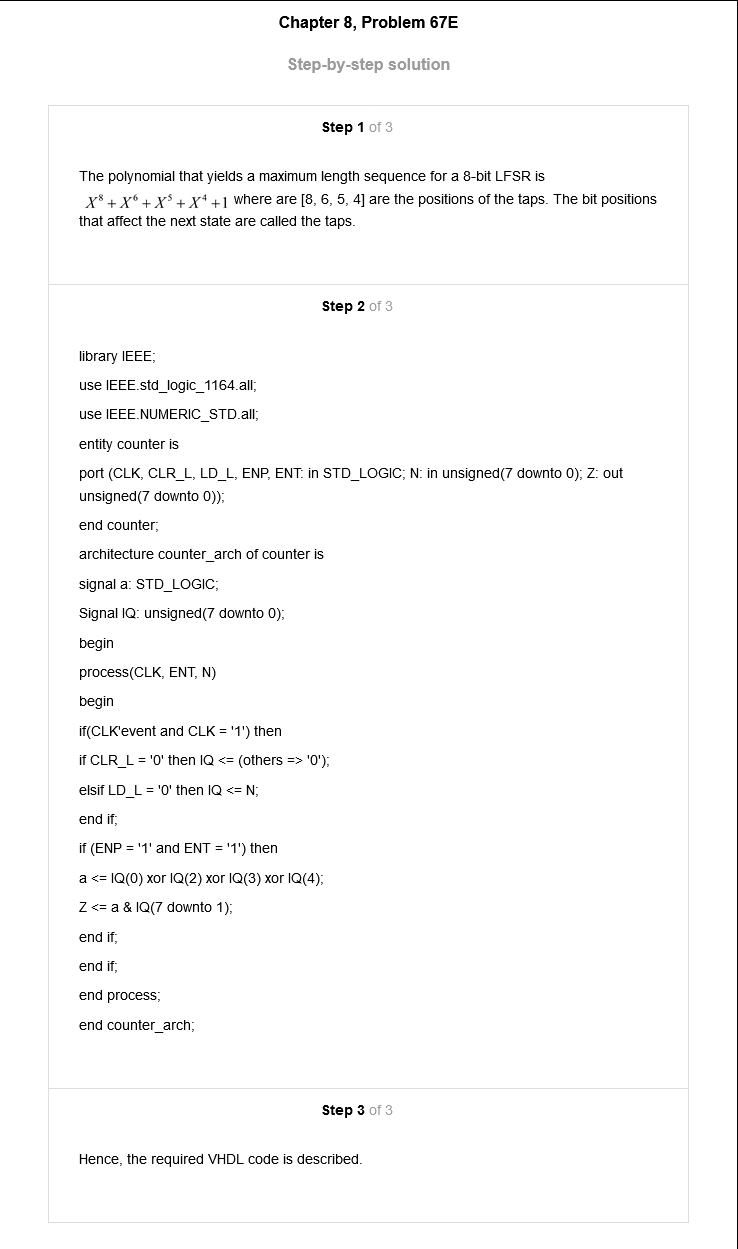 Chapter 8, Problem 67E
Step-by-step solution
Step 1 of 3
The polynomial that yields a maximum length sequence for a 8-bit LFSR is
X⁸ + X⁶ + X⁵ + X⁴ +1 where are [8, 6, 5, 4] are the positions of the taps. The bit positions
that affect the next state are called the taps.
Step 2 of 3
library IEEE;
use IEEE.std_logic_1164.all;
use IEEE.NUMERIC_STD.all;
entity counter is
port (CLK, CLR_L, LD_L, ENP, ENT: in STD_LOGIC; N: in unsigned(7 downto 0); Z: out
unsigned(7 downto 0));
end counter;
architecture counter_arch of counter is
signal a: STD_LOGIC;
Signal IQ: unsigned(7 downto 0);
begin
process(CLK, ENT, N)
begin
if(CLK'event and CLK = '1') then
if CLR_L = '0' then IQ <= (others => '0');
elsif LD_L = '0' then IQ <= N;
end if;
if (ENP = '1' and ENT = '1') then
a <= IQ(0) xor IQ(2) xor IQ(3) xor IQ(4);
Z <= a & IQ(7 downto 1);
end if;
end if;
end process;
end counter_arch;
Step 3 of 3
Hence, the required VHDL code is described.